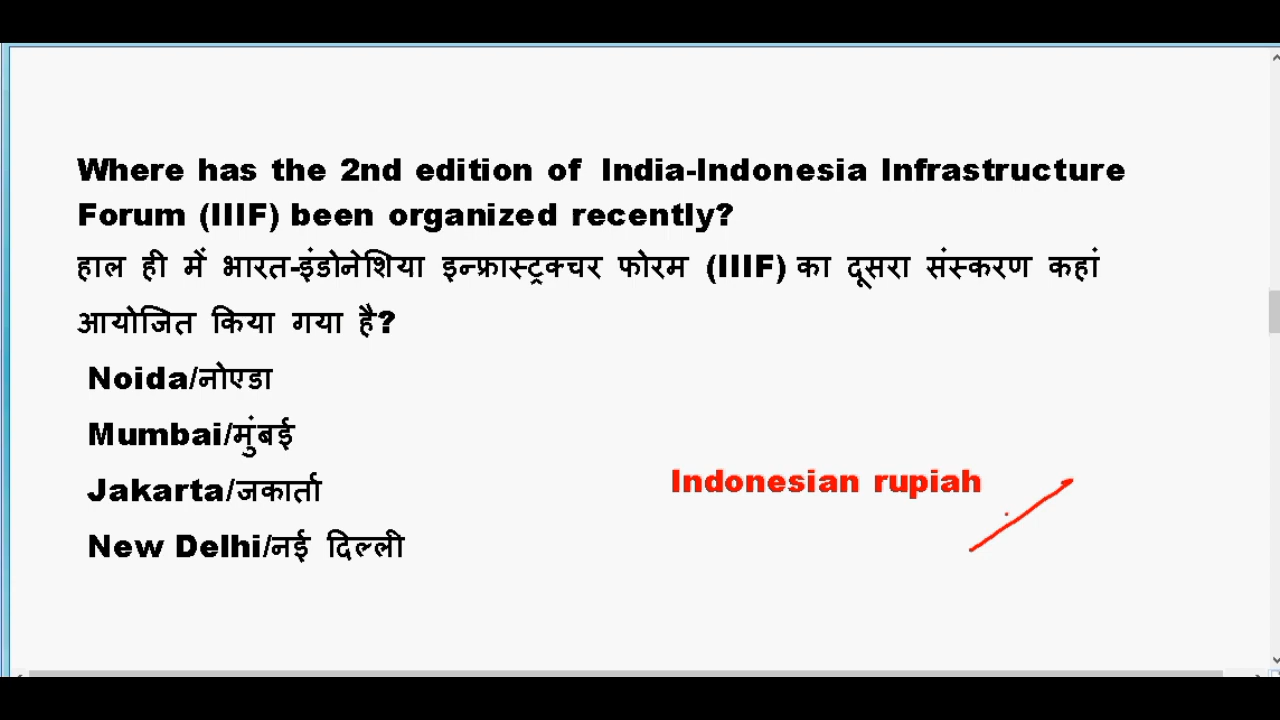 Where has the 2nd edition of India-Indonesia Infrastructure
Forum (IIIF) been organized recently?
हाल ही में भारत-इंडोनेशिया इन्फ्रास्ट्रक्चर फोरम (IIIF) का दूसरा संस्करण कहां
आयोजित किया गया है?
Noida/नोएडा
Mumbai/मुंबई
Jakarta/जकार्ता
Indonesian rupiah
New Delhi/नई दिल्ली